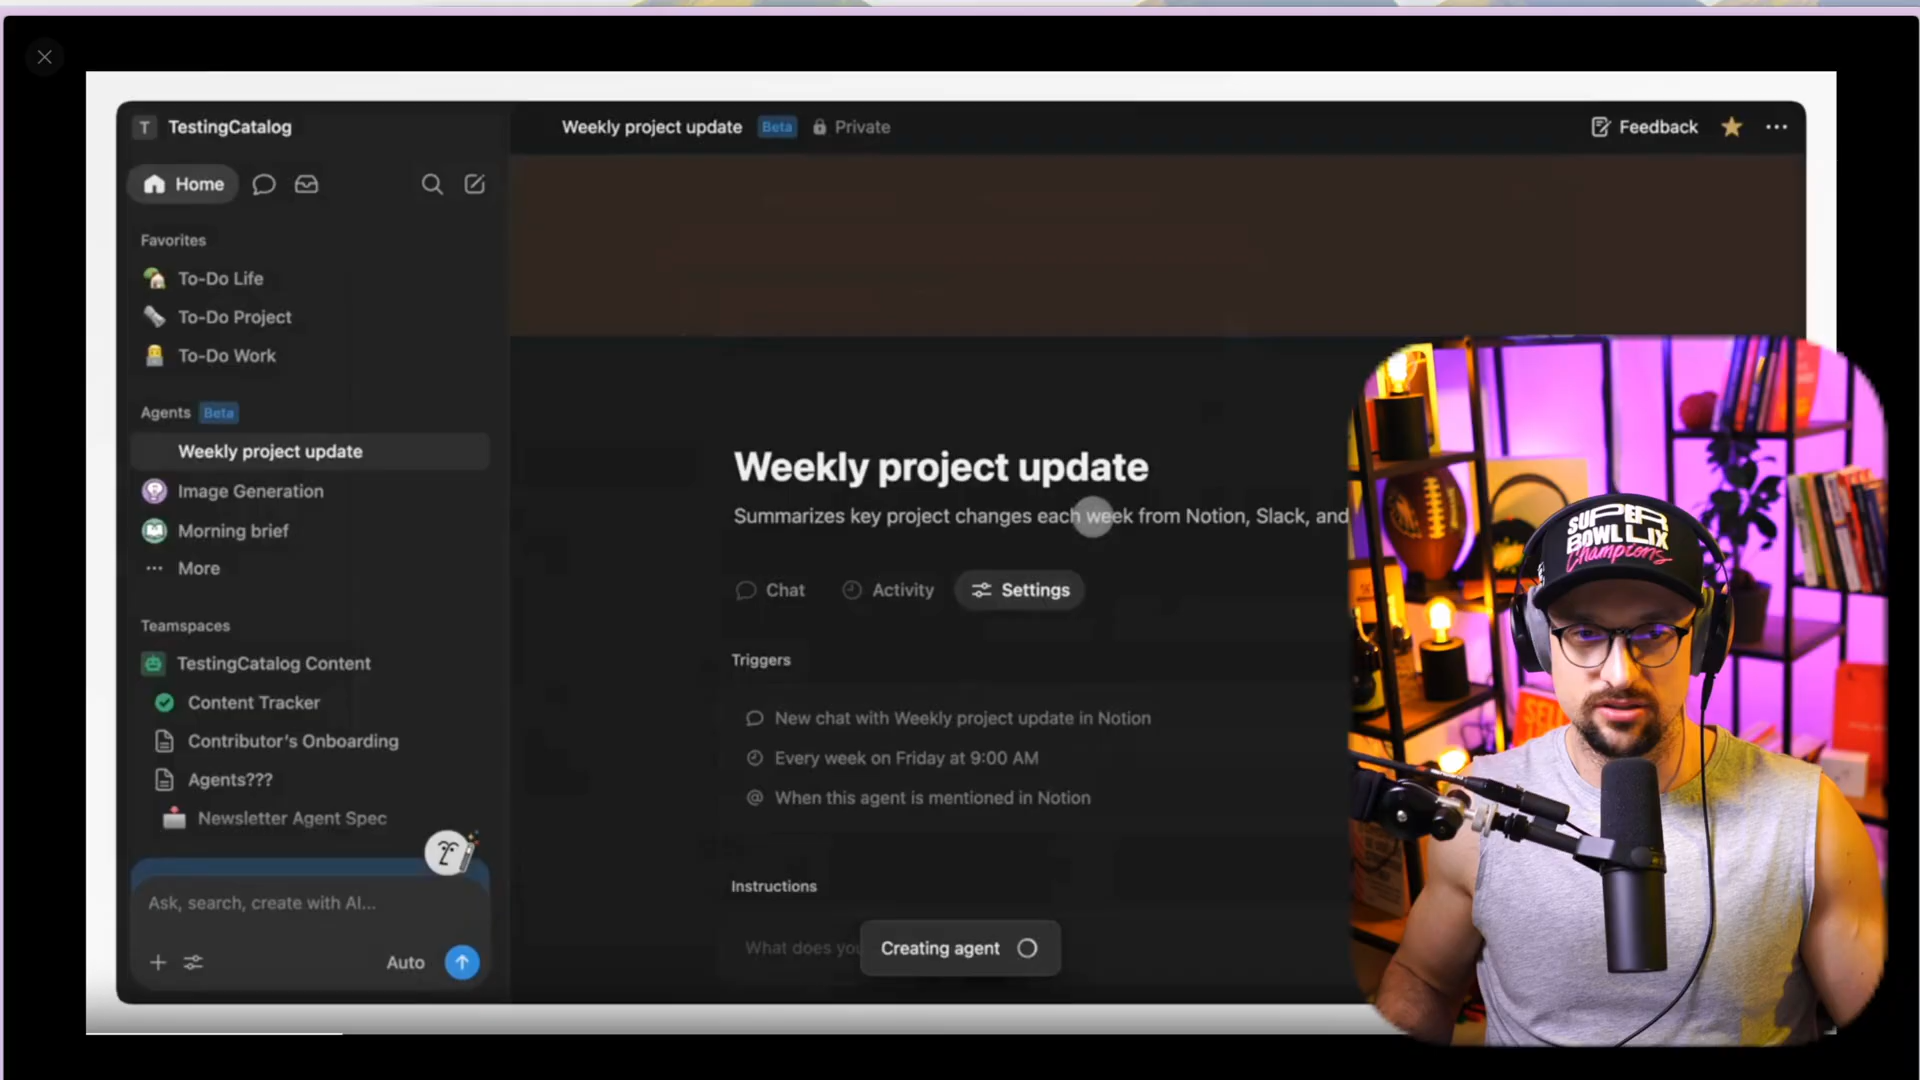 T TestingCatalog
Weekly project update Beta Private
Feedback
Home
Favorites
To-Do Life
To-Do Project
To-Do Work
Agents Beta
Weekly project update
Image Generation
Morning brief
More
Teamspaces
TestingCatalog Content
Content Tracker
Contributor's Onboarding
Agents???
Newsletter Agent Spec
Ask, search, create with AI...
Auto
Weekly project update
Summarizes key project changes each week from Notion, Slack, and
Chat Activity Settings
Triggers
New chat with Weekly project update in Notion
Every week on Friday at 9:00 AM
@ When this agent is mentioned in Notion
Instructions
What does you
Creating agent
SUPER
BOWL LIX
Champions
SELL